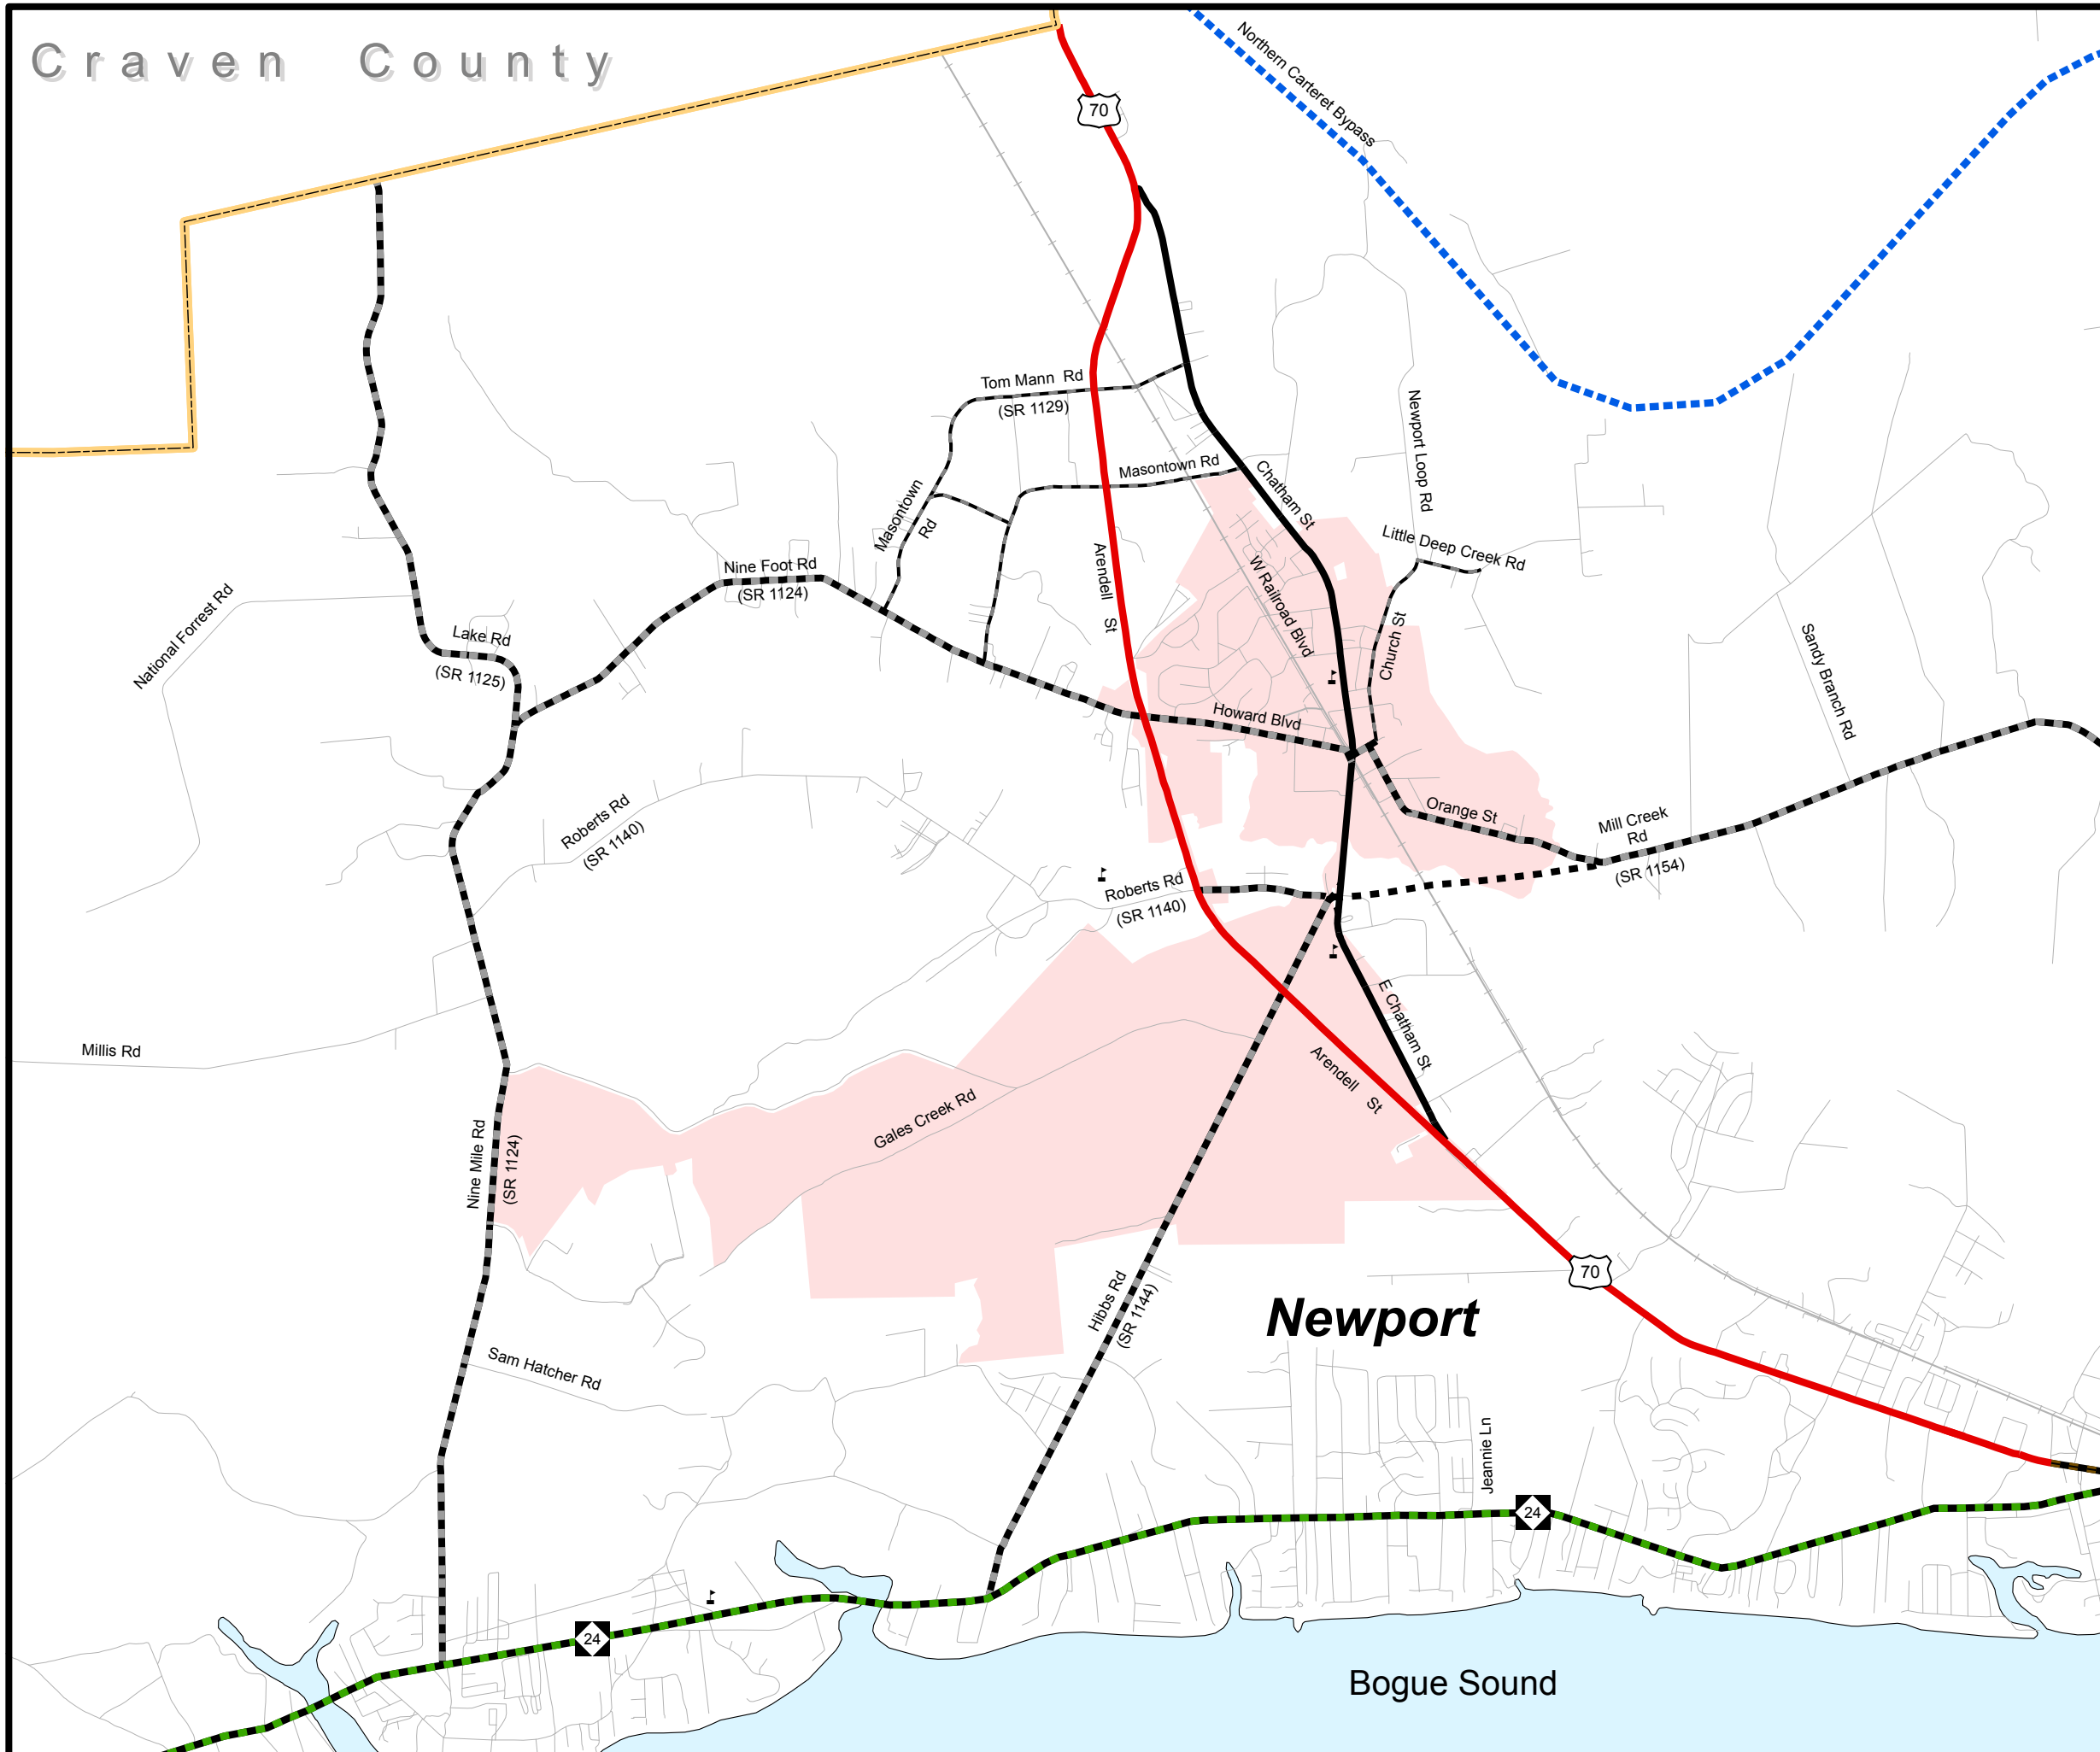 Craven County
Northern Carteret Bypass
70
Tom Mann Rd
(SR 1129)
Masontown Rd
Chatham St
Newport Loop Rd
Little Deep Creek Rd
Masontown
Rd
Arendell St
W Railroad Blvd
Church St
Nine Foot Rd
(SR 1124)
National Forrest Rd
Lake Rd
(SR 1125)
Howard Blvd
Sandy Branch Rd
Roberts Rd
(SR 1140)
Orange St
Mill Creek
Rd
(SR 1154)
Roberts Rd
(SR 1140)
Millis Rd
E Chatham St
Arendell St
Gales Creek Rd
Nine Mile Rd
(SR 1124)
Hibbs Rd
(SR 1144)
70
Newport
Sam Hatcher Rd
Jeannie Ln
24
24
Bogue Sound